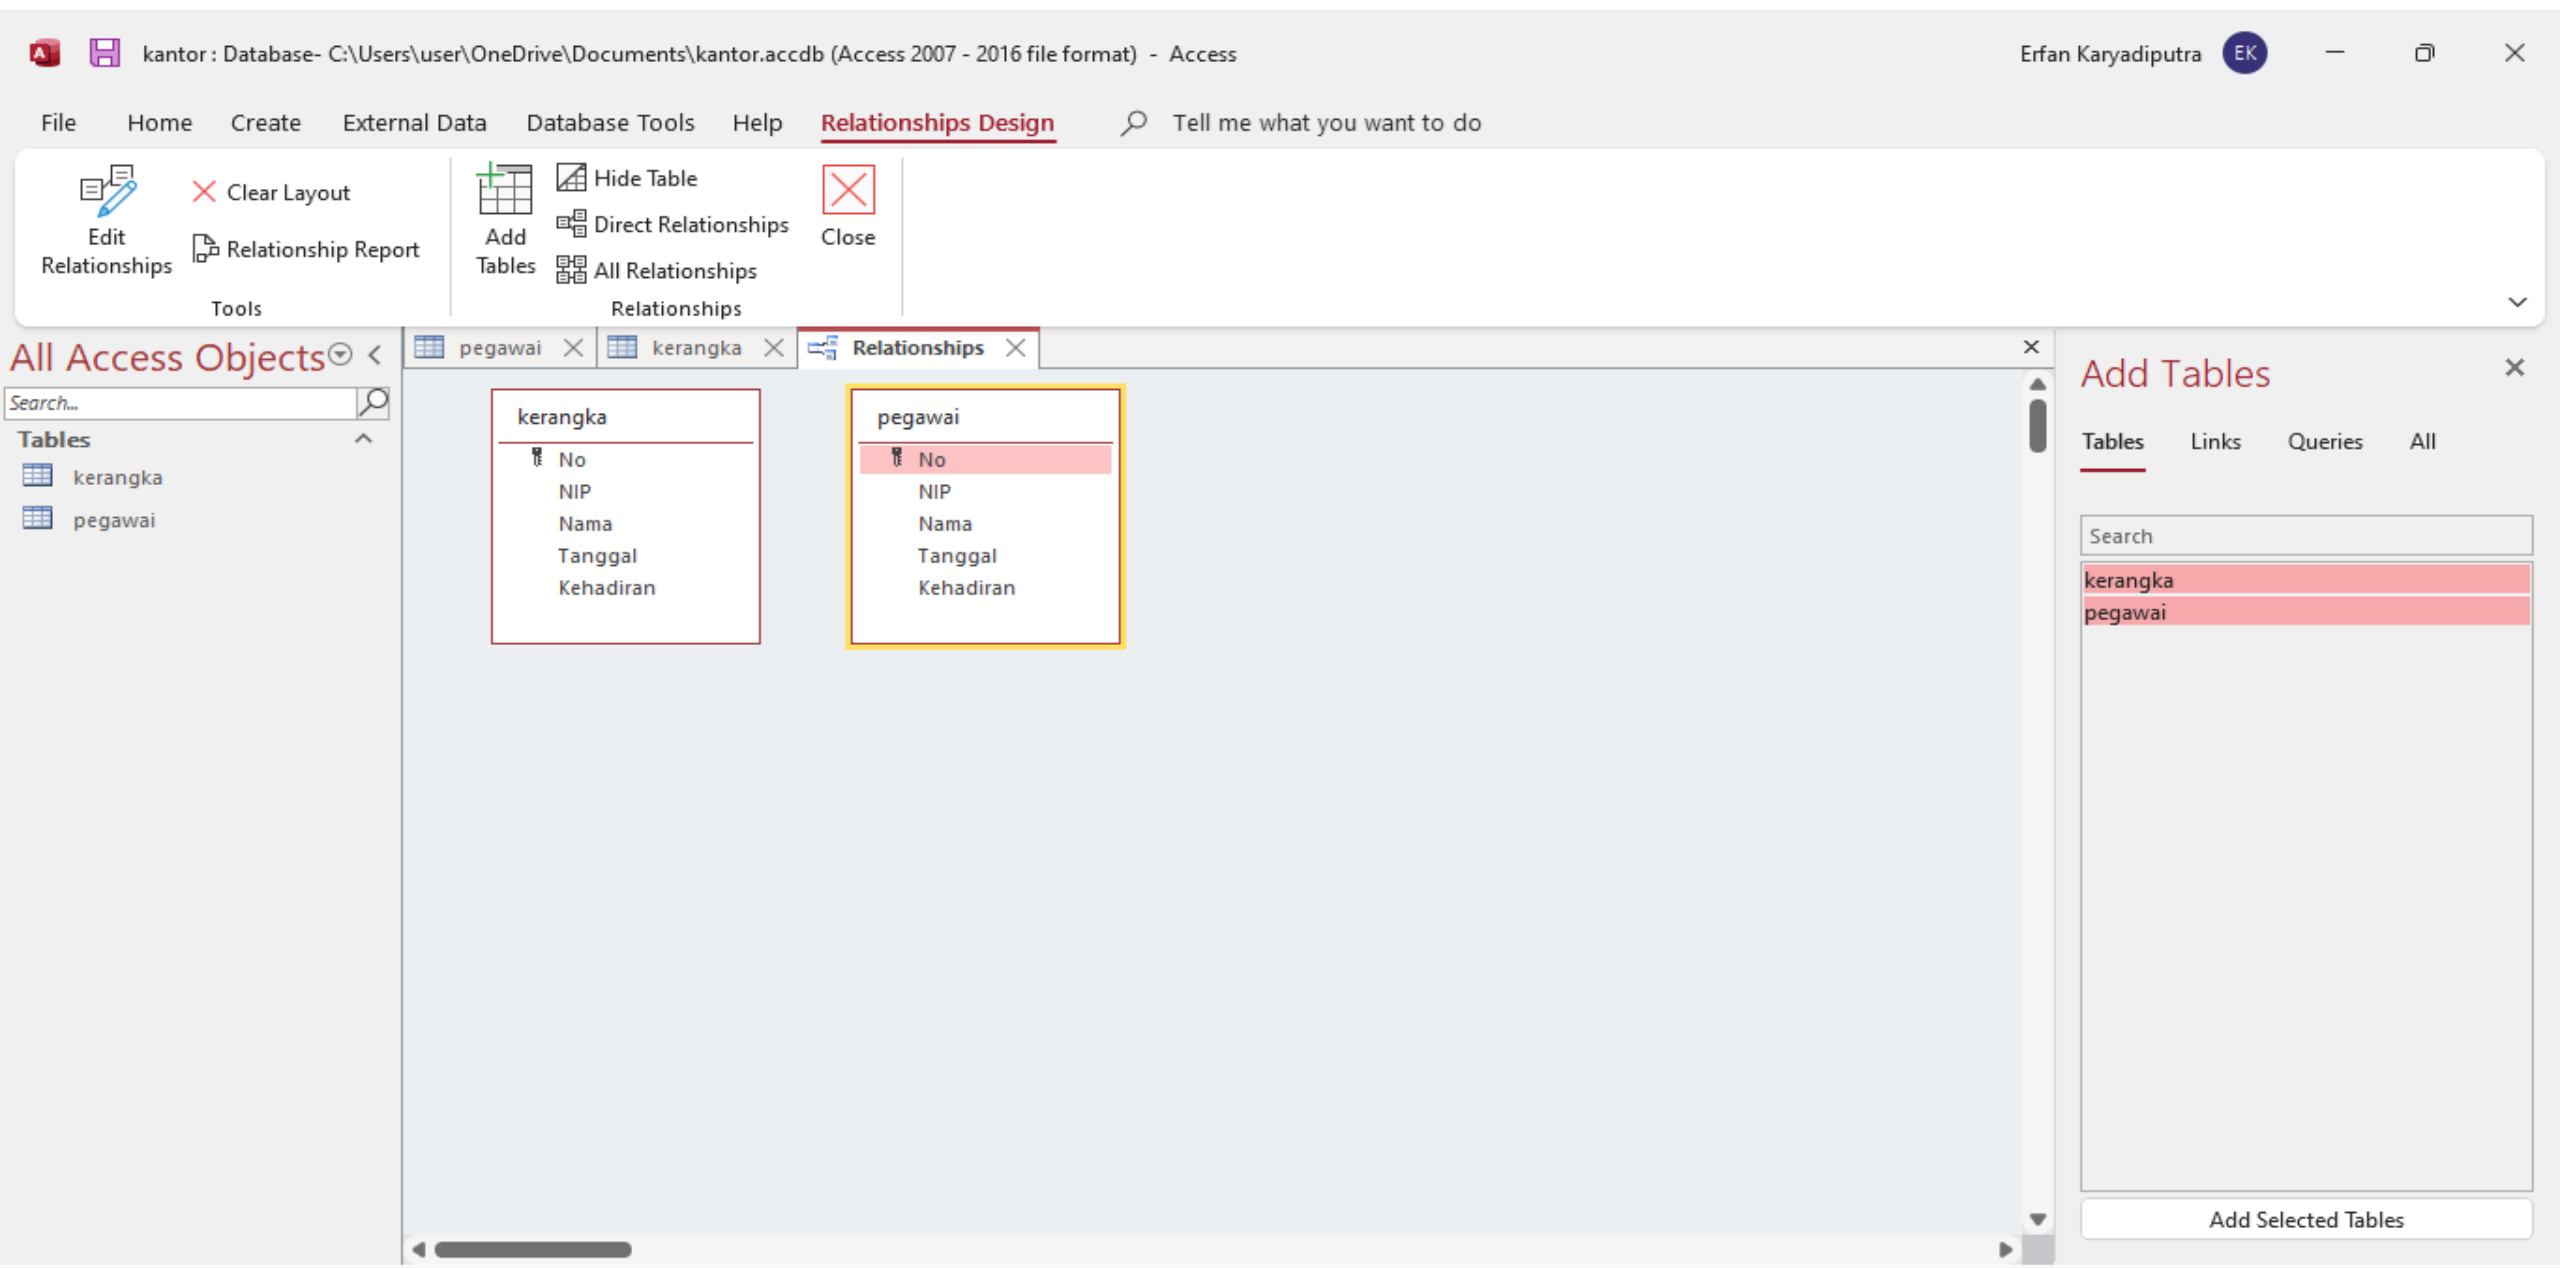 kantor : Database- C:\Users\user\OneDrive\Documents\kantor.accdb (Access 2007 - 2016 file format) - Access
Erfan Karyadiputra EK
File Home Create External Data Database Tools Help Relationships Design Tell me what you want to do
Edit Relationships
Clear Layout
Relationship Report
Tools
Add Tables
Hide Table
Direct Relationships
All Relationships
Relationships
Close
All Access Objects
Search...
Tables
kerangka
pegawai
pegawai kerangka Relationships
kerangka
No
NIP
Nama
Tanggal
Kehadiran
pegawai
No
NIP
Nama
Tanggal
Kehadiran
Add Tables
Tables Links Queries All
Search
kerangka
pegawai
Add Selected Tables